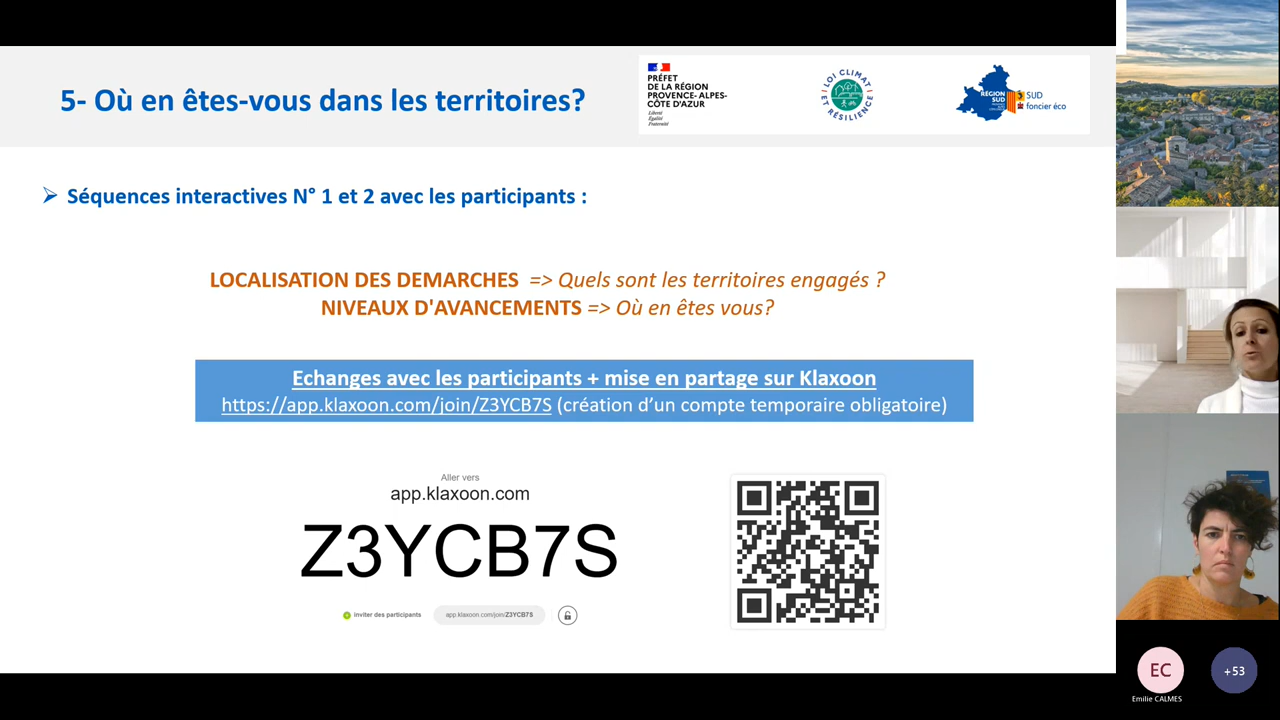 5- Où en êtes-vous dans les territoires?
PRÉFET
DE LA RÉGION
PROVENCE-ALPES-
CÔTE D'AZUR
Liberté
Égalité
Fraternité
LOI CLIMAT
ET RÉSILIENCE
RÉGION
SUD
SUD
foncier éco
➢ Séquences interactives N° 1 et 2 avec les participants :
LOCALISATION DES DEMARCHES => Quels sont les territoires engagés ?
NIVEAUX D'AVANCEMENTS => Où en êtes vous?
Echanges avec les participants + mise en partage sur Klaxoon
https://app.klaxoon.com/join/Z3YCB7S (création d’un compte temporaire obligatoire)
Aller vers
app.klaxoon.com
Z3YCB7S
Inviter des participants
app.klaxoon.com/join/Z3YCB7S
EC
Emilie CALMES
+53